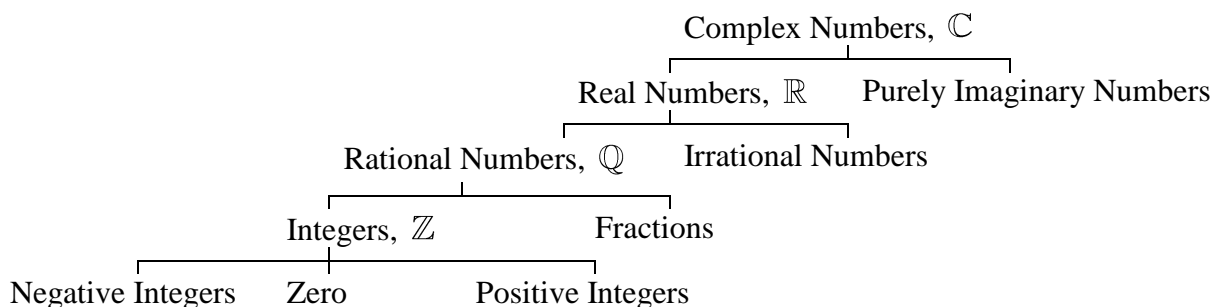 Complex Numbers, ℂ
Real Numbers, ℝ Purely Imaginary Numbers
Rational Numbers, ℚ Irrational Numbers
Integers, ℤ Fractions
Negative Integers Zero Positive Integers